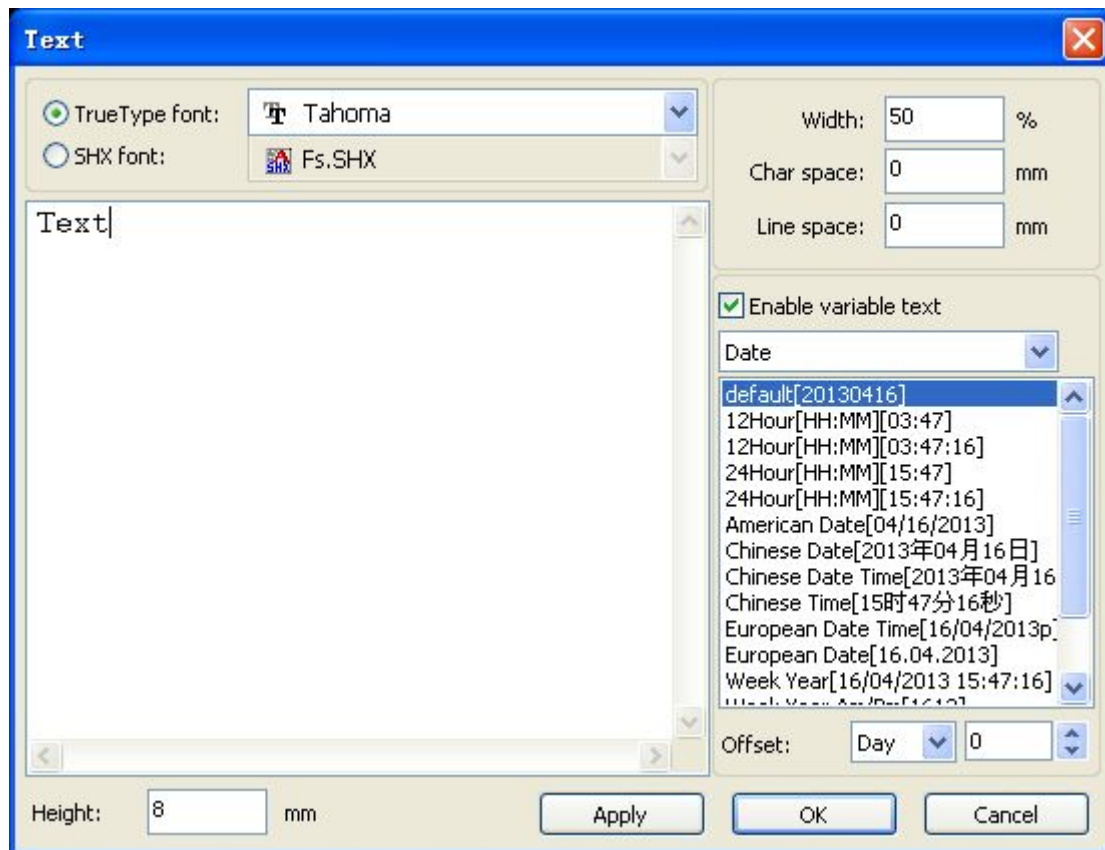 Text
TrueType font:
Tahoma
SHX font:
Fs.SHX
Text
Width: 50 %
Char space: 0 mm
Line space: 0 mm
Enable variable text
Date
default[20130416]
12Hour[HH:MM][03:47]
12Hour[HH:MM][03:47:16]
24Hour[HH:MM][15:47]
24Hour[HH:MM][15:47:16]
American Date[04/16/2013]
Chinese Date[2013年04月16日]
Chinese Date Time[2013年04月16
Chinese Time[15时47分16秒]
European Date Time[16/04/2013p]
European Date[16.04.2013]
Week Year[16/04/2013 15:47:16]
Offset: Day 0
Height: 8 mm
Apply
OK
Cancel